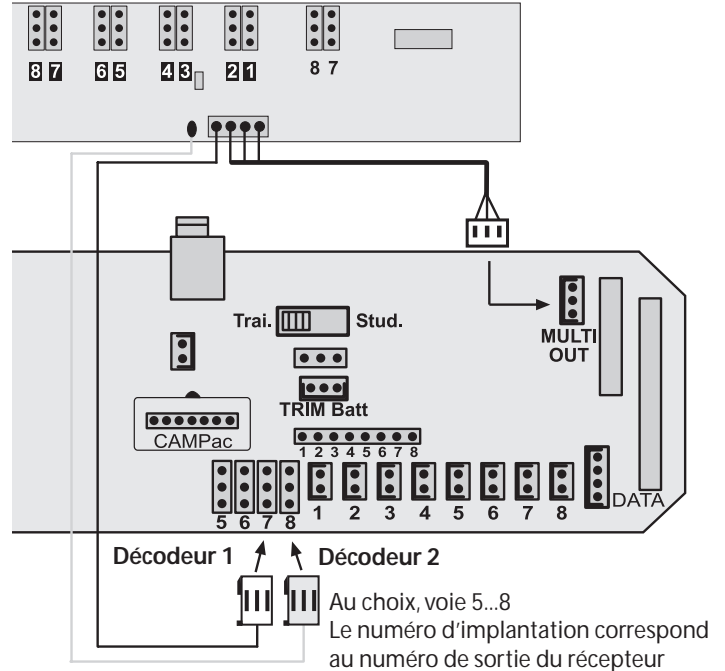 8 7 6 5 4 3 2 1 8 7
Trai. Stud.
MULTI
OUT
TRIM Batt
CAMPac
1 2 3 4 5 6 7 8
DATA
5 6 7 8 1 2 3 4 5 6 7 8
Décodeur 1 Décodeur 2
Au choix, voie 5...8
Le numéro d'implantation correspond
au numéro de sortie du récepteur